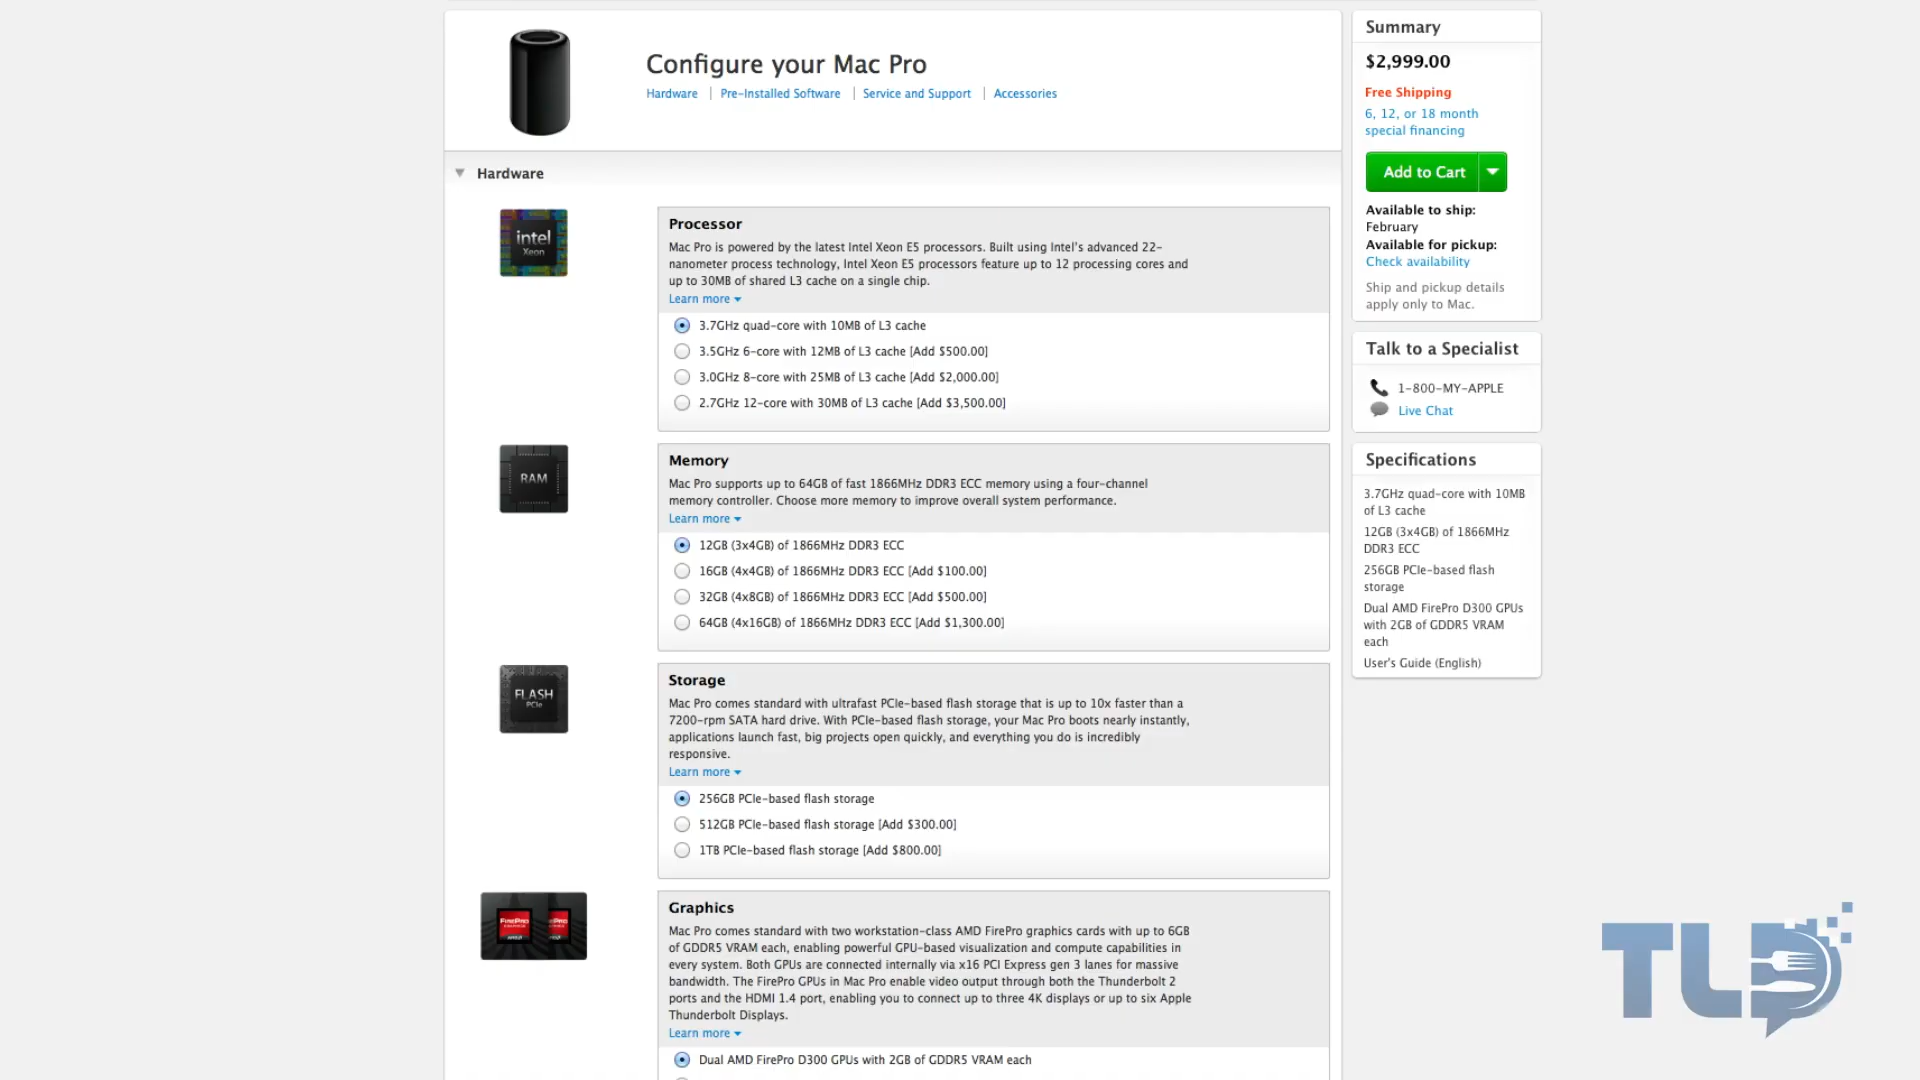 Configure your Mac Pro
Hardware | Pre-Installed Software | Service and Support | Accessories
Hardware
intel
Xeon
Processor
Mac Pro is powered by the latest Intel Xeon E5 processors. Built using Intel's advanced 22-
nanometer process technology, Intel Xeon E5 processors feature up to 12 processing cores and
up to 30MB of shared L3 cache on a single chip.
Learn more
3.7GHz quad-core with 10MB of L3 cache
3.5GHz 6-core with 12MB of L3 cache [Add $500.00]
3.0GHz 8-core with 25MB of L3 cache [Add $2,000.00]
2.7GHz 12-core with 30MB of L3 cache [Add $3,500.00]
RAM
Memory
Mac Pro supports up to 64GB of fast 1866MHz DDR3 ECC memory using a four-channel
memory controller. Choose more memory to improve overall system performance.
Learn more
12GB (3x4GB) of 1866MHz DDR3 ECC
16GB (4x4GB) of 1866MHz DDR3 ECC [Add $100.00]
32GB (4x8GB) of 1866MHz DDR3 ECC [Add $500.00]
64GB (4x16GB) of 1866MHz DDR3 ECC [Add $1,300.00]
FLASH
PCIe
Storage
Mac Pro comes standard with ultrafast PCIe-based flash storage that is up to 10x faster than a
7200-rpm SATA hard drive. With PCIe-based flash storage, your Mac Pro boots nearly instantly,
applications launch fast, big projects open quickly, and everything you do is incredibly
responsive.
Learn more
256GB PCIe-based flash storage
512GB PCIe-based flash storage [Add $300.00]
1TB PCIe-based flash storage [Add $800.00]
FIREPRO
Graphics
Mac Pro comes standard with two workstation-class AMD FirePro graphics cards with up to 6GB
of GDDR5 VRAM each, enabling powerful GPU-based visualization and compute capabilities in
every system. Both GPUs are connected internally via x16 PCI Express gen 3 lanes for massive
bandwidth. The FirePro GPUs in Mac Pro enable video output through both the Thunderbolt 2
ports and the HDMI 1.4 port, enabling you to connect up to three 4K displays or up to six Apple
Thunderbolt Displays.
Learn more
Dual AMD FirePro D300 GPUs with 2GB of GDDR5 VRAM each
Summary
$2,999.00
Free Shipping
6, 12, or 18 month
special financing
Add to Cart
Available to ship:
February
Available for pickup:
Check availability
Ship and pickup details
apply only to Mac.
Talk to a Specialist
1-800-MY-APPLE
Live Chat
Specifications
3.7GHz quad-core with 10MB
of L3 cache
12GB (3x4GB) of 1866MHz
DDR3 ECC
256GB PCIe-based flash
storage
Dual AMD FirePro D300 GPUs
with 2GB of GDDR5 VRAM
each
User's Guide (English)
TLD